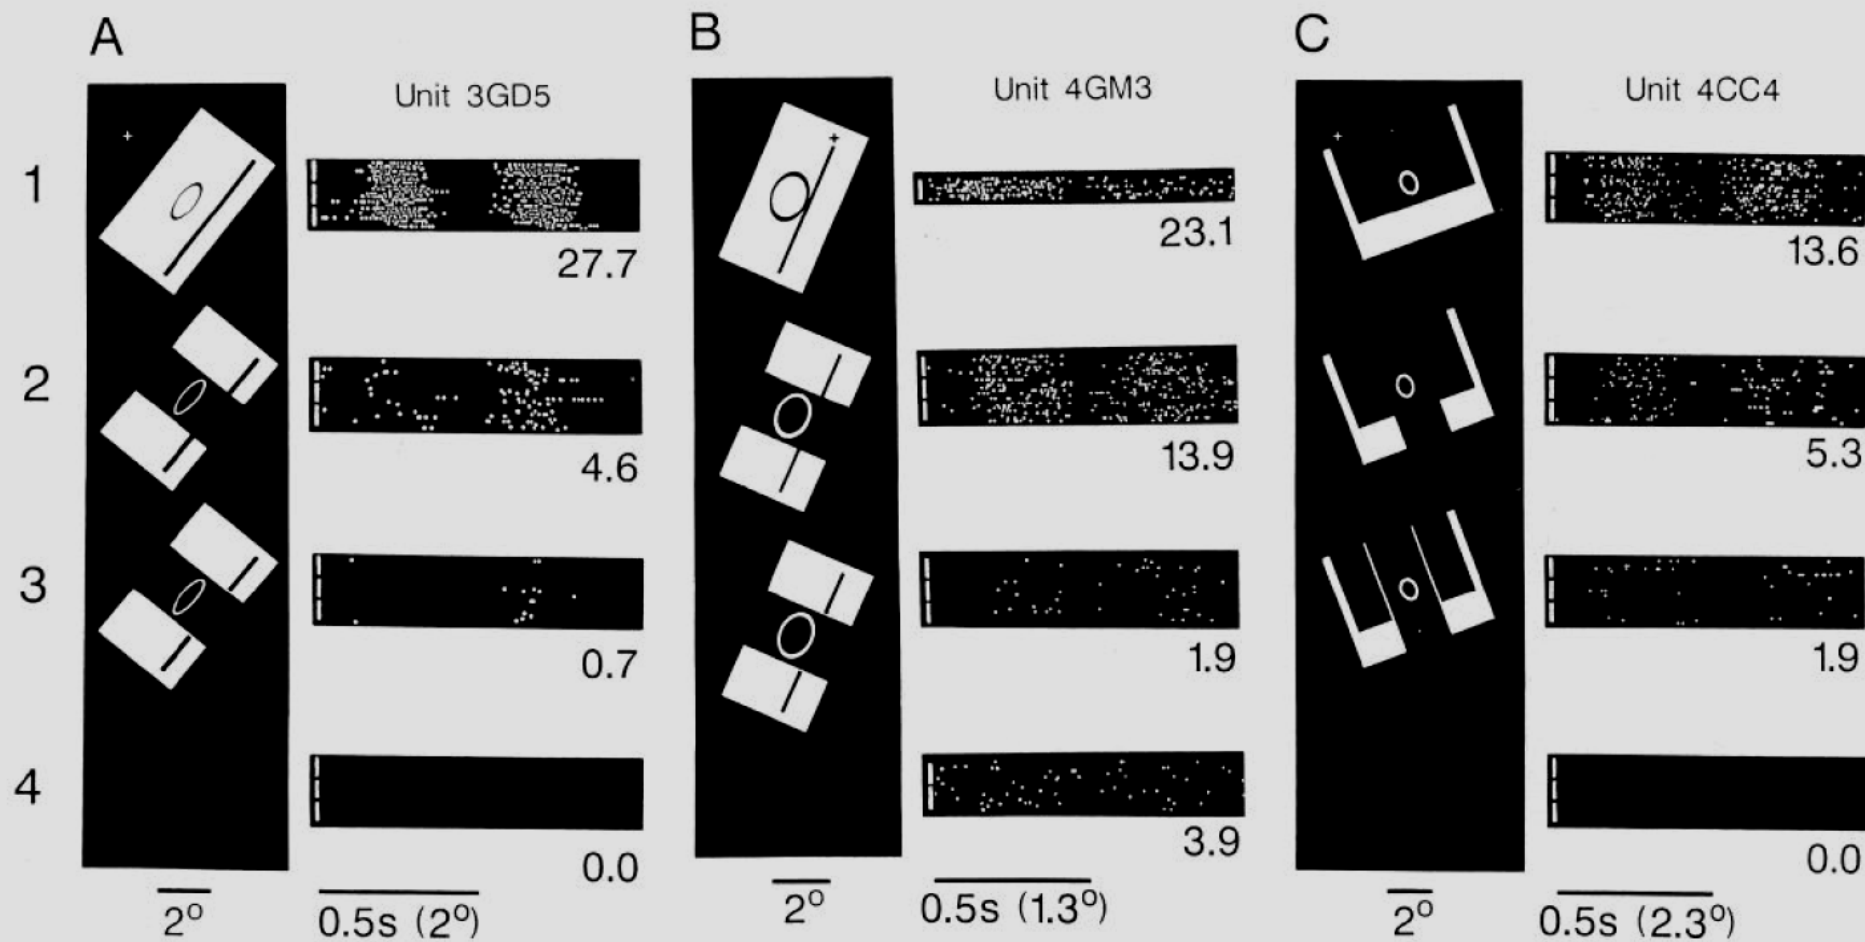 A
B
C
Unit 3GD5
Unit 4GM3
Unit 4CC4
1
27.7
23.1
13.6
2
4.6
13.9
5.3
3
0.7
1.9
1.9
4
0.0
3.9
0.0
2° 0.5s (2°)
2° 0.5s (1.3°)
2° 0.5s (2.3°)